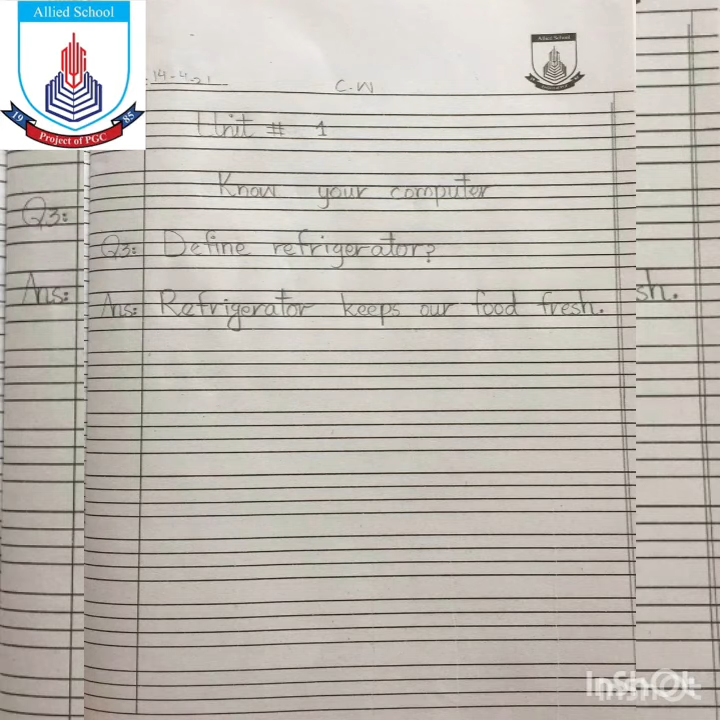 Allied School
19 85
Project of PGC
Allied School
14-4-21
C.W
Unit # 1
Know your computer
Q3: Define refrigerator?
Ans: Refrigerator keeps our food fresh.
Q3:
Ans:
sh.
InShOt